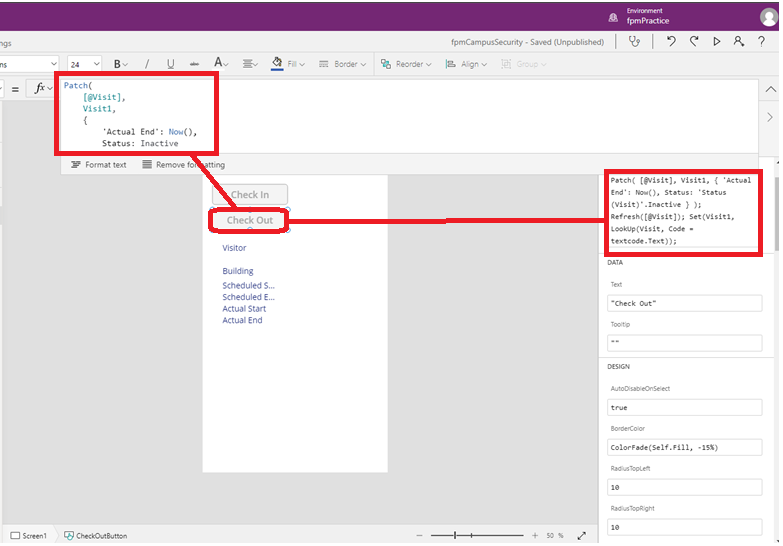 Environment
fpmPractice
ngs
fpmCampusSecurity - Saved (Unpublished)
ns
24
B
/
U
abc
A
Fill
Border
Reorder
Align
Group
= fx
Patch(
[@Visit],
Visit1,
{
'Actual End': Now(),
Status: Inactive
Format text
Remove formatting
Check In
Check Out
Visitor
Building
Scheduled S...
Scheduled E...
Actual Start
Actual End
Patch( [@Visit], Visit1, { 'Actual
End': Now(), Status: 'Status
(Visit)'.Inactive } );
Refresh([@Visit]); Set(Visit1,
LookUp(Visit, Code =
textcode.Text));
DATA
Text
"Check Out"
Tooltip
""
DESIGN
AutoDisableOnSelect
true
BorderColor
ColorFade(Self.Fill, -15%)
RadiusTopLeft
10
RadiusTopRight
10
Screen1
CheckOutButton
− + 50 %